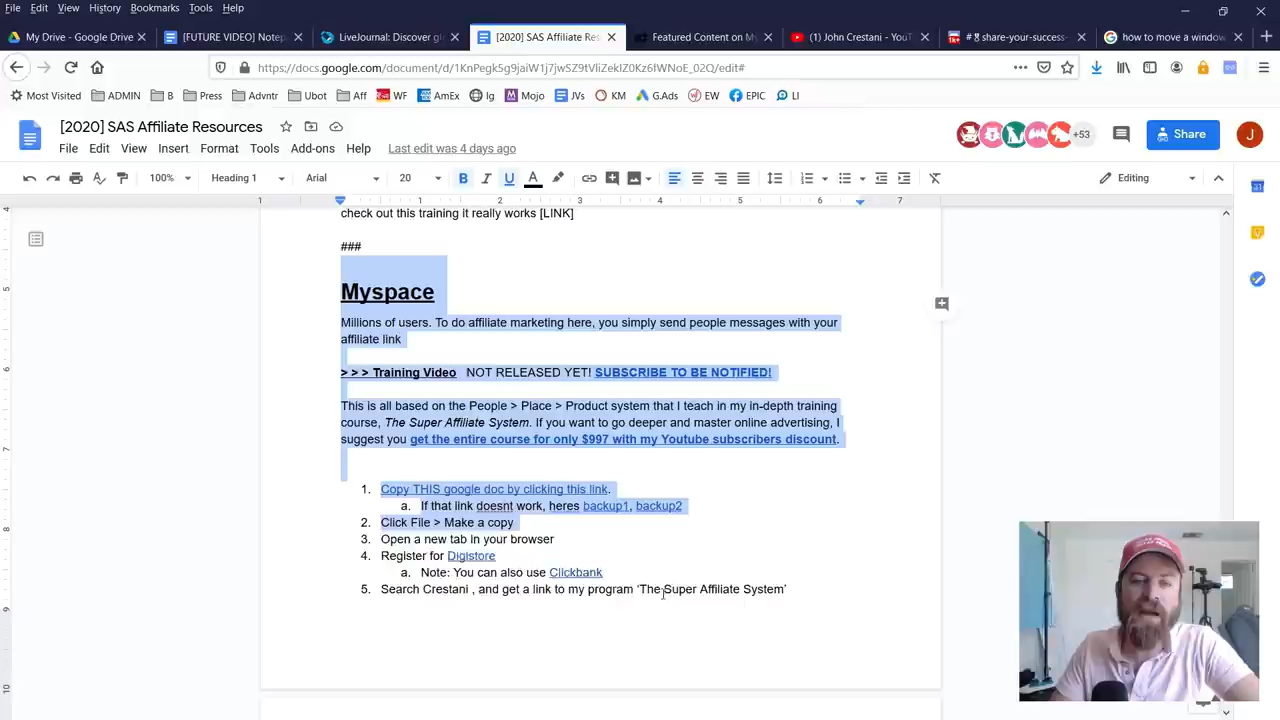 File Edit View History Bookmarks Tools Help
My Drive - Google Drive
[FUTURE VIDEO] Notep
LiveJournal: Discover gl
[2020] SAS Affiliate Res
Featured Content on My
(1) John Crestani - YouT
#🎖share-your-success-
how to move a window
https://docs.google.com/document/d/1KnPegk5g9jaiW1j7jwSZ9tVliZekIZ0Kz6fWNoE_02Q/edit#
Most Visited ADMIN B Press Advntr Ubot Aff WF AmEx Ig Mojo JVs KM G.Ads EW EPIC LI
[2020] SAS Affiliate Resources
+53
Share
J
File Edit View Insert Format Tools Add-ons Help Last edit was 4 days ago
100% Heading 1 Arial 20 B I U A Editing
1 1 2 3 4 5 6 7
check out this training it really works [LINK]
###
Myspace
Millions of users. To do affiliate marketing here, you simply send people messages with your
affiliate link
> > > Training Video NOT RELEASED YET! SUBSCRIBE TO BE NOTIFIED!
This is all based on the People > Place > Product system that I teach in my in-depth training
course, The Super Affiliate System. If you want to go deeper and master online advertising, I
suggest you get the entire course for only $997 with my Youtube subscribers discount.
1. Copy THIS google doc by clicking this link.
a. If that link doesnt work, heres backup1, backup2
2. Click File > Make a copy
3. Open a new tab in your browser
4. Register for Digistore
a. Note: You can also use Clickbank
5. Search Crestani , and get a link to my program ‘The Super Affiliate System’